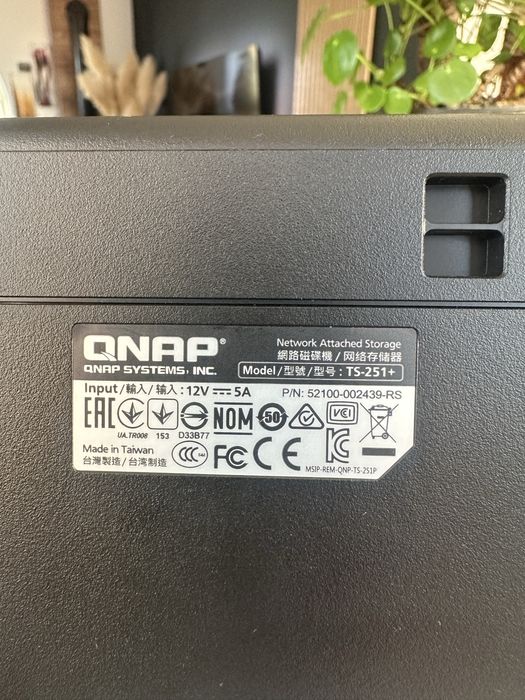 QNAP®
QNAP SYSTEMS, INC.
Network Attached Storage
網路磁碟機 / 网络存储器
Model / 型號 / 型号 : TS-251+
Input / 輸入 / 输入 : 12V ⎓ 5A
P/N: 52100-002439-RS
EAC
UA.TR008
153
D33B77
NOM
50
VCI
Made in Taiwan
台灣製造 / 台湾制造
CCC
FC CE
MSIP-REM-QNP-TS-251P